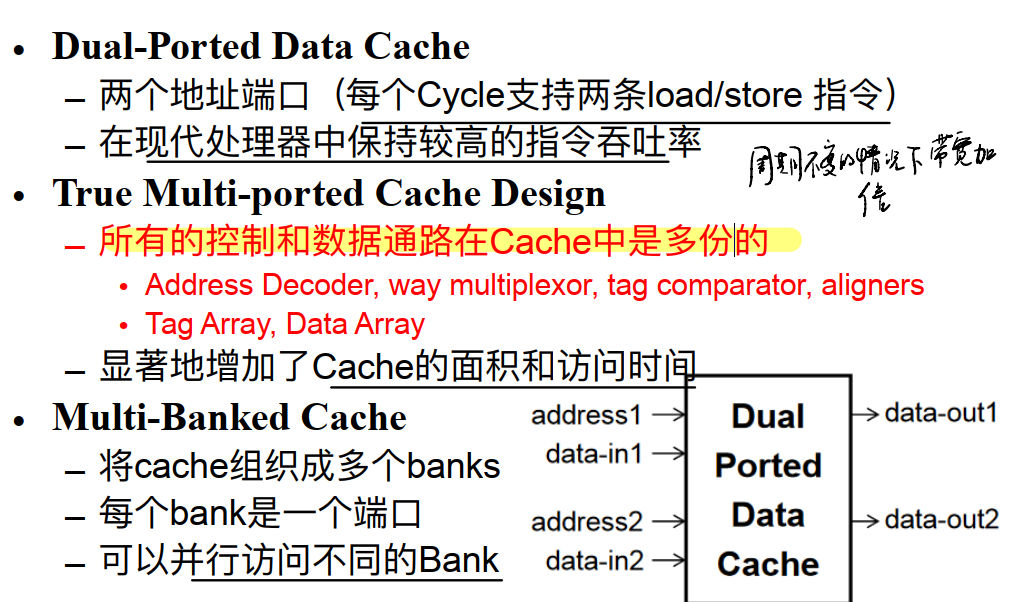 • Dual-Ported Data Cache
– 两个地址端口（每个Cycle支持两条load/store 指令）
– 在现代处理器中保持较高的指令吞吐率
周期不变的情况下带宽加
倍
• True Multi-ported Cache Design
– 所有的控制和数据通路在Cache中是多份的
• Address Decoder, way multiplexor, tag comparator, aligners
• Tag Array, Data Array
– 显著地增加了Cache的面积和访问时间
• Multi-Banked Cache
– 将cache组织成多个banks
– 每个bank是一个端口
– 可以并行访问不同的Bank
address1
data-in1
address2
data-in2
Dual
Ported
Data
Cache
data-out1
data-out2